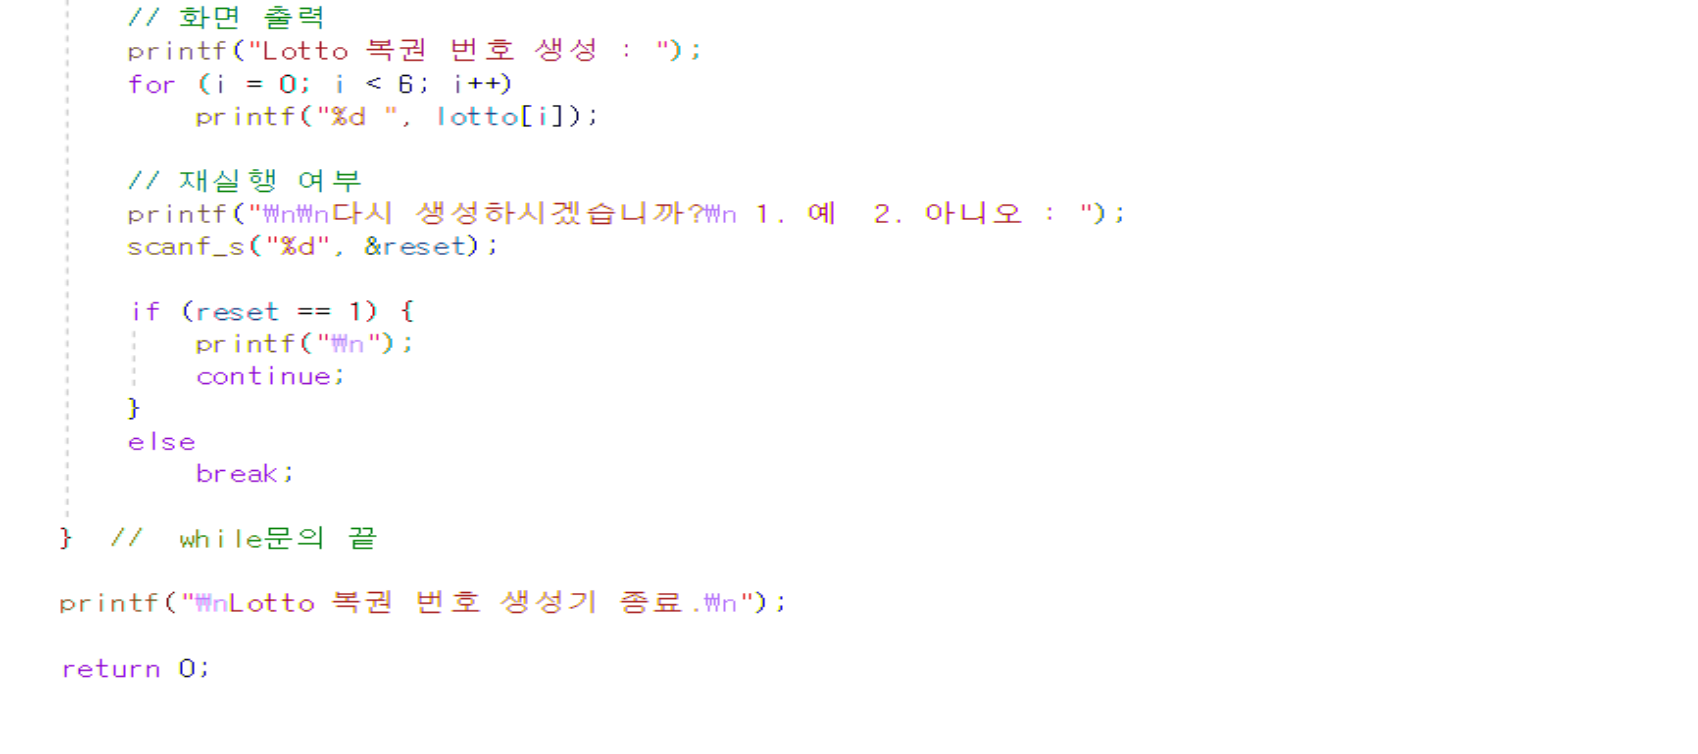 // 화면 출력
printf("Lotto 복권 번호 생성 : ");
for (i = 0; i < 6; i++)
printf("%d ", lotto[i]);
// 재실행 여부
printf("₩n₩n다시 생성하시겠습니까?₩n 1. 예  2. 아니오 : ");
scanf_s("%d", &reset);
if (reset == 1) {
printf("₩n");
continue;
}
else
break;
}  //  while문의 끝
printf("₩nLotto 복권 번호 생성기 종료.₩n");
return 0;